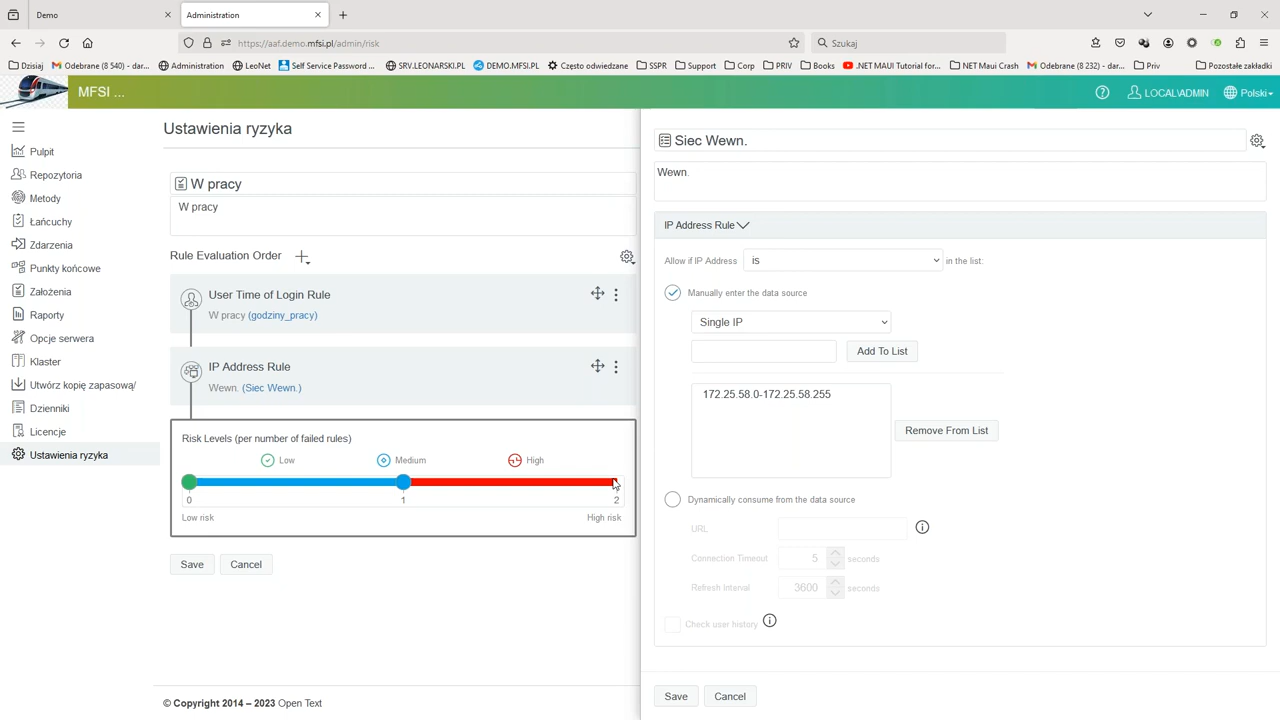 Demo
Administration
https://aaf.demo.mfsi.pl/admin/risk
Szukaj
Dzisiaj
Odebrane (8 540) - dar...
Administration
LeoNet
Self Service Password ...
SRV.LEONARSKI.PL
DEMO.MFSI.PL
Często odwiedzane
SSPR
Support
Corp
PRIV
Books
.NET MAUI Tutorial for...
NET Maui Crash
Odebrane (8 232) - dar...
Priv
Pozostałe zakładki
MFSI ...
LOCAL\ADMIN
Polski
Pulpit
Repozytoria
Metody
Łańcuchy
Zdarzenia
Punkty końcowe
Założenia
Raporty
Opcje serwera
Klaster
Utwórz kopię zapasową/
Dzienniki
Licencje
Ustawienia ryzyka
Ustawienia ryzyka
W pracy
W pracy
Rule Evaluation Order
User Time of Login Rule
W pracy (godziny_pracy)
IP Address Rule
Wewn. (Siec Wewn.)
Risk Levels (per number of failed rules)
Low Medium High
0 1 2
Low risk High risk
Save Cancel
© Copyright 2014 – 2023 Open Text
Siec Wewn.
Wewn.
IP Address Rule
Allow if IP Address is in the list:
Manually enter the data source
Single IP
Add To List
172.25.58.0-172.25.58.255
Remove From List
Dynamically consume from the data source
URL
Connection Timeout 5 seconds
Refresh Interval 3600 seconds
Check user history
Save Cancel